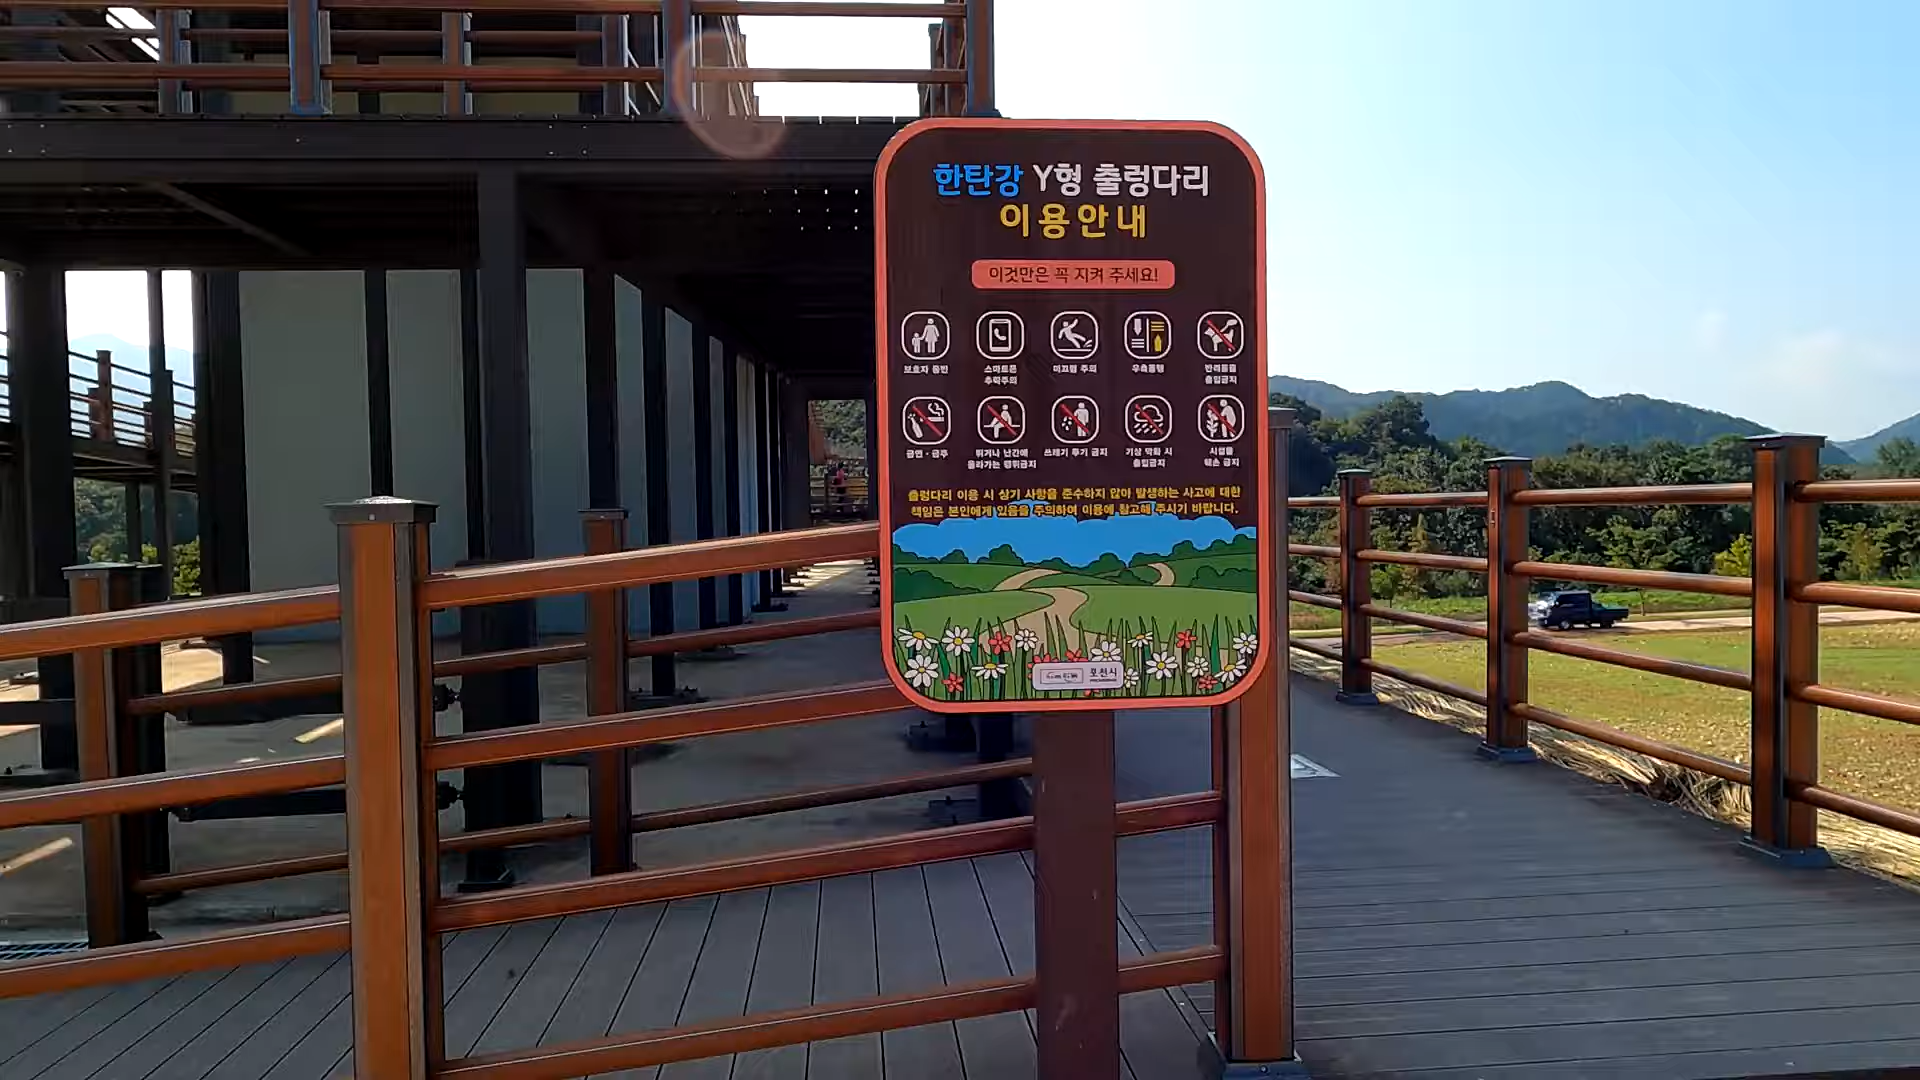 한탄강 Y형 출렁다리
이용안내
이것만은 꼭 지켜 주세요!
보호자 동반
스마트폰
추락주의
미끄럼 주의
우측통행
반려동물
출입금지
금연·금주
뛰거나 난간에
올라가는 행위금지
쓰레기 투기 금지
기상 악화 시
출입금지
시설물
훼손 금지
출렁다리 이용 시 상기 사항을 준수하지 않아 발생하는 사고에 대한
책임은 본인에게 있음을 주의하여 이용에 참고해 주시기 바랍니다.
포천시